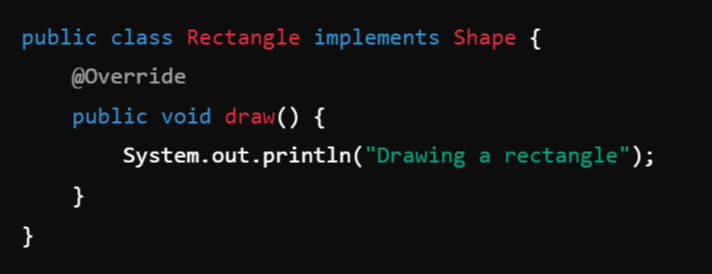 public class Rectangle implements Shape {
    @Override
    public void draw() {
        System.out.println("Drawing a rectangle");
    }
}